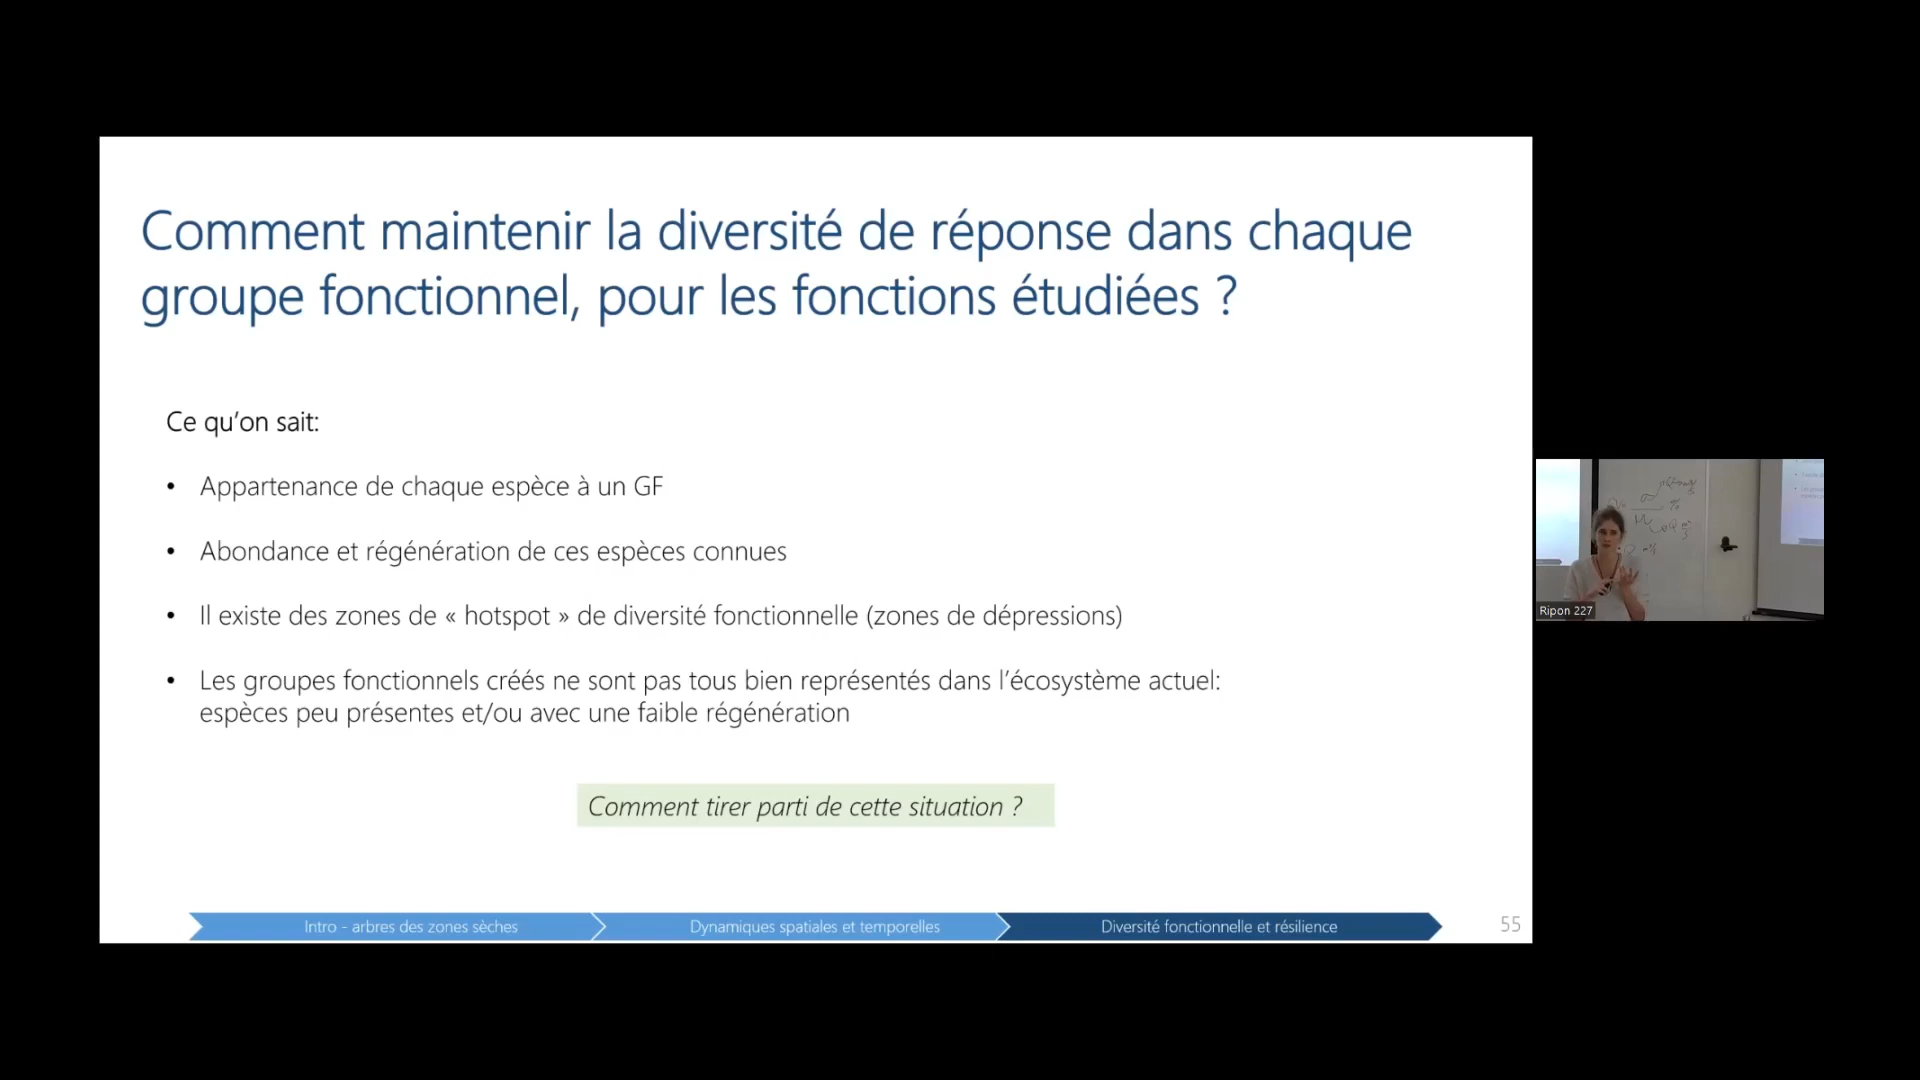 Comment maintenir la diversité de réponse dans chaque
groupe fonctionnel, pour les fonctions étudiées ?
Ce qu'on sait:
• Appartenance de chaque espèce à un GF
• Abondance et régénération de ces espèces connues
• Il existe des zones de « hotspot » de diversité fonctionnelle (zones de dépressions)
• Les groupes fonctionnels créés ne sont pas tous bien représentés dans l'écosystème actuel:
espèces peu présentes et/ou avec une faible régénération
Comment tirer parti de cette situation ?
Intro - arbres des zones sèches
Dynamiques spatiales et temporelles
Diversité fonctionnelle et résilience
55
Ripon 227